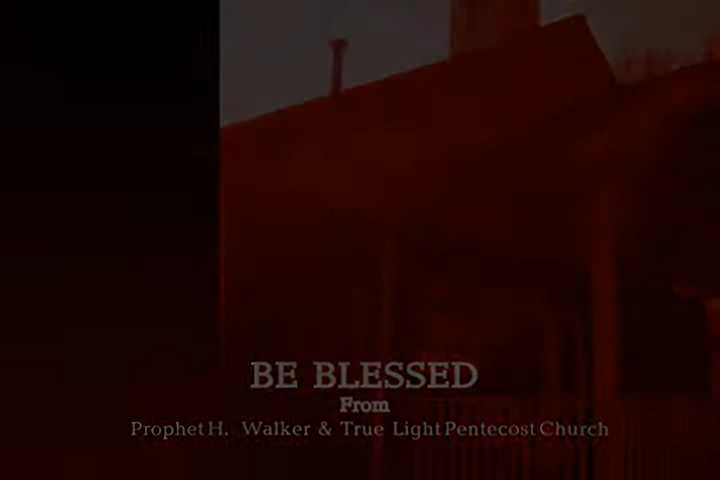 BE BLESSED
From
Prophet H. Walker & True Light Pentecost Church